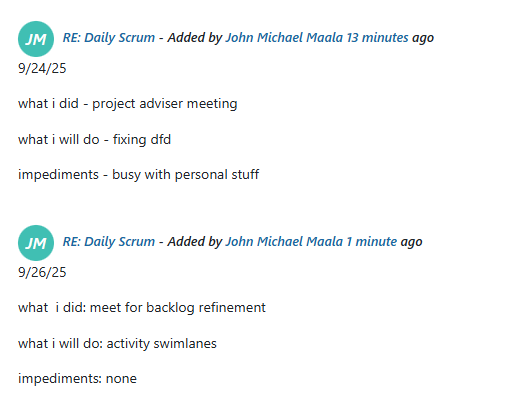 JM RE: Daily Scrum - Added by John Michael Maala 13 minutes ago
9/24/25
what i did - project adviser meeting
what i will do - fixing dfd
impediments - busy with personal stuff
JM RE: Daily Scrum - Added by John Michael Maala 1 minute ago
9/26/25
what  i did: meet for backlog refinement
what i will do: activity swimlanes
impediments: none